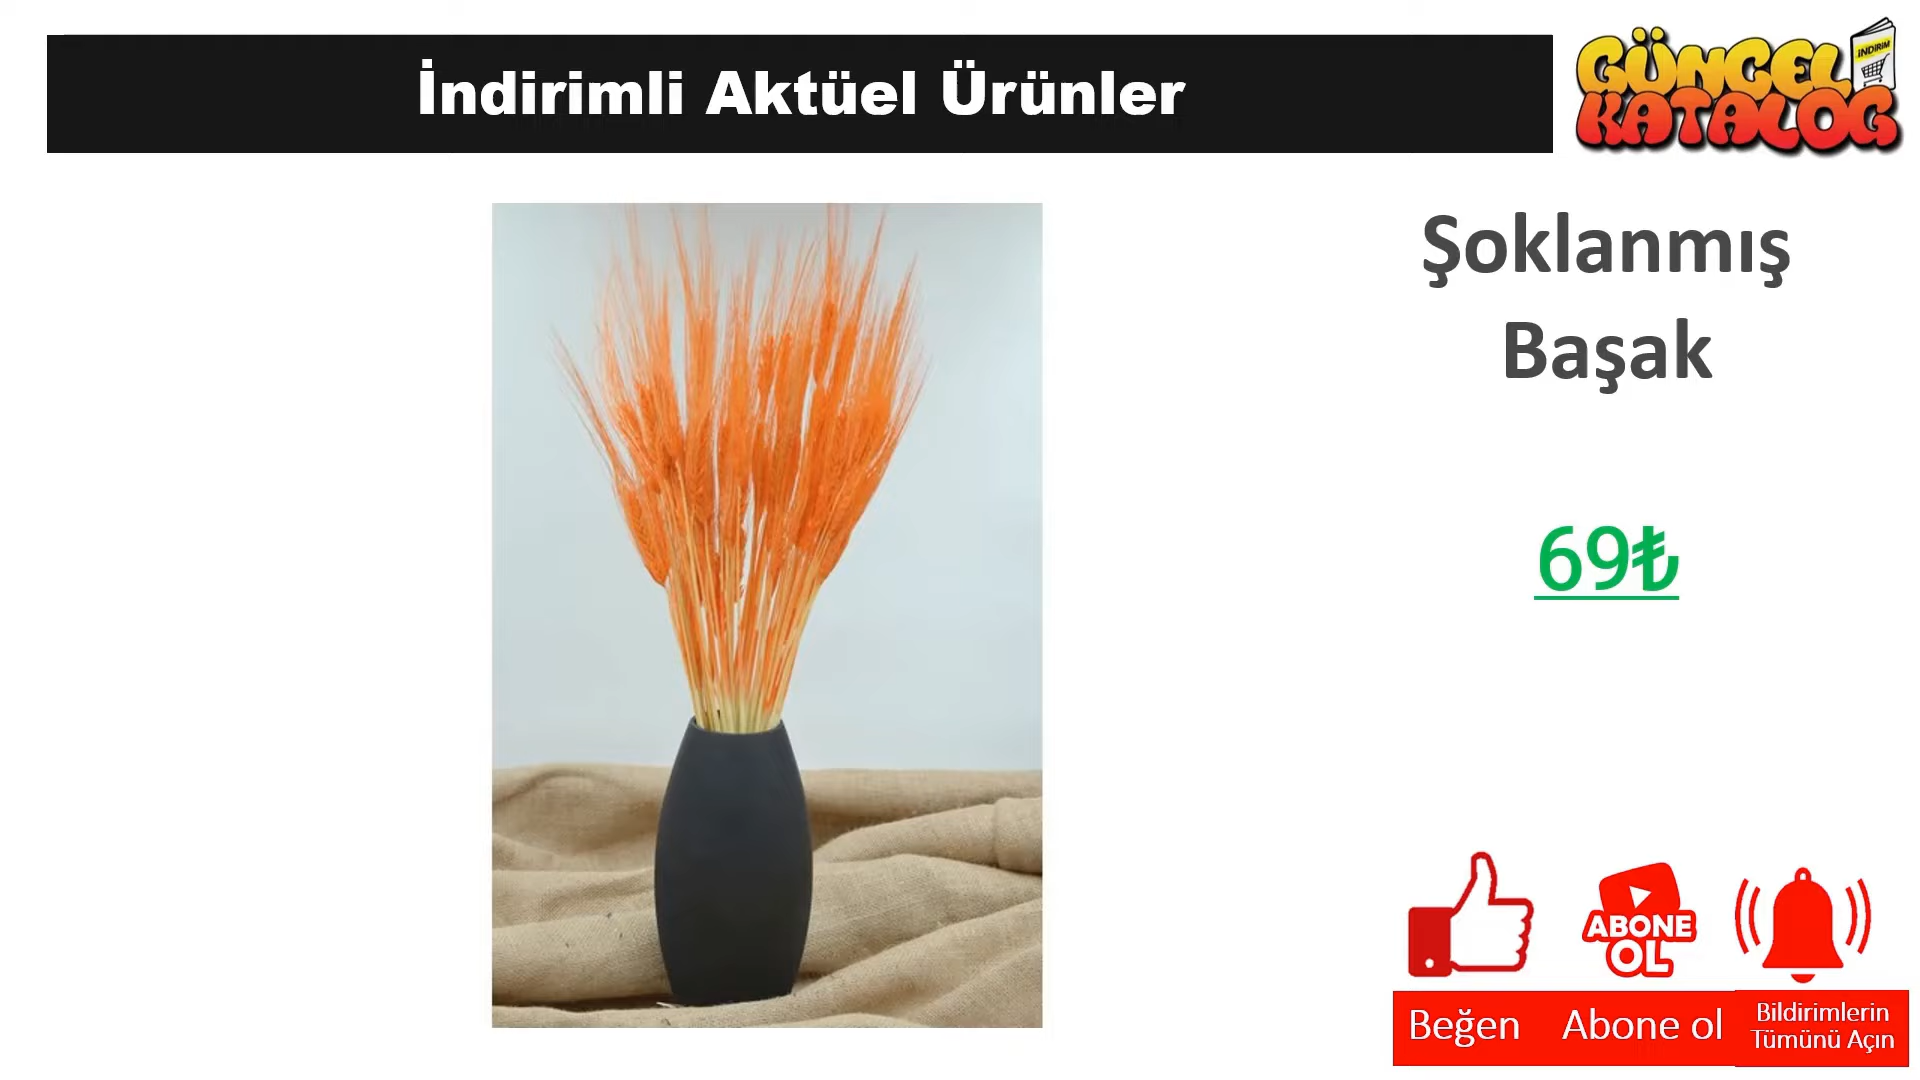 İndirimli Aktüel Ürünler
GÜNCEL
İNDİRİM
KATALOG
Şoklanmış
Başak
69₺
ABONE
OL
Beğen
Abone ol
Bildirimlerin
Tümünü Açın